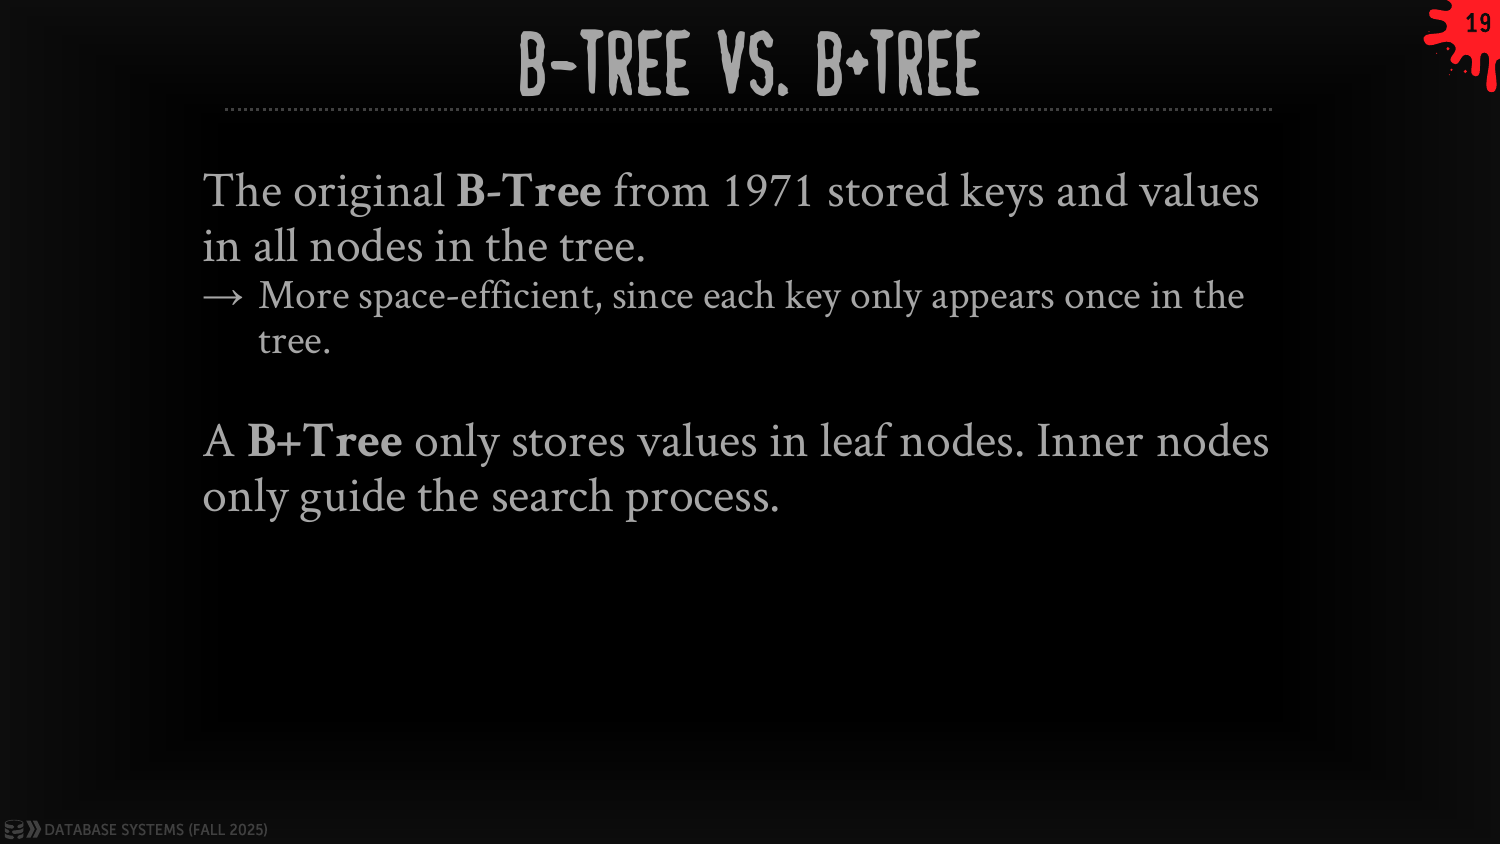 19
B-TREE VS. B+TREE
The original B-Tree from 1971 stored keys and values
in all nodes in the tree.
→ More space-efficient, since each key only appears once in the
tree.
A B+Tree only stores values in leaf nodes. Inner nodes
only guide the search process.
DATABASE SYSTEMS (FALL 2025)